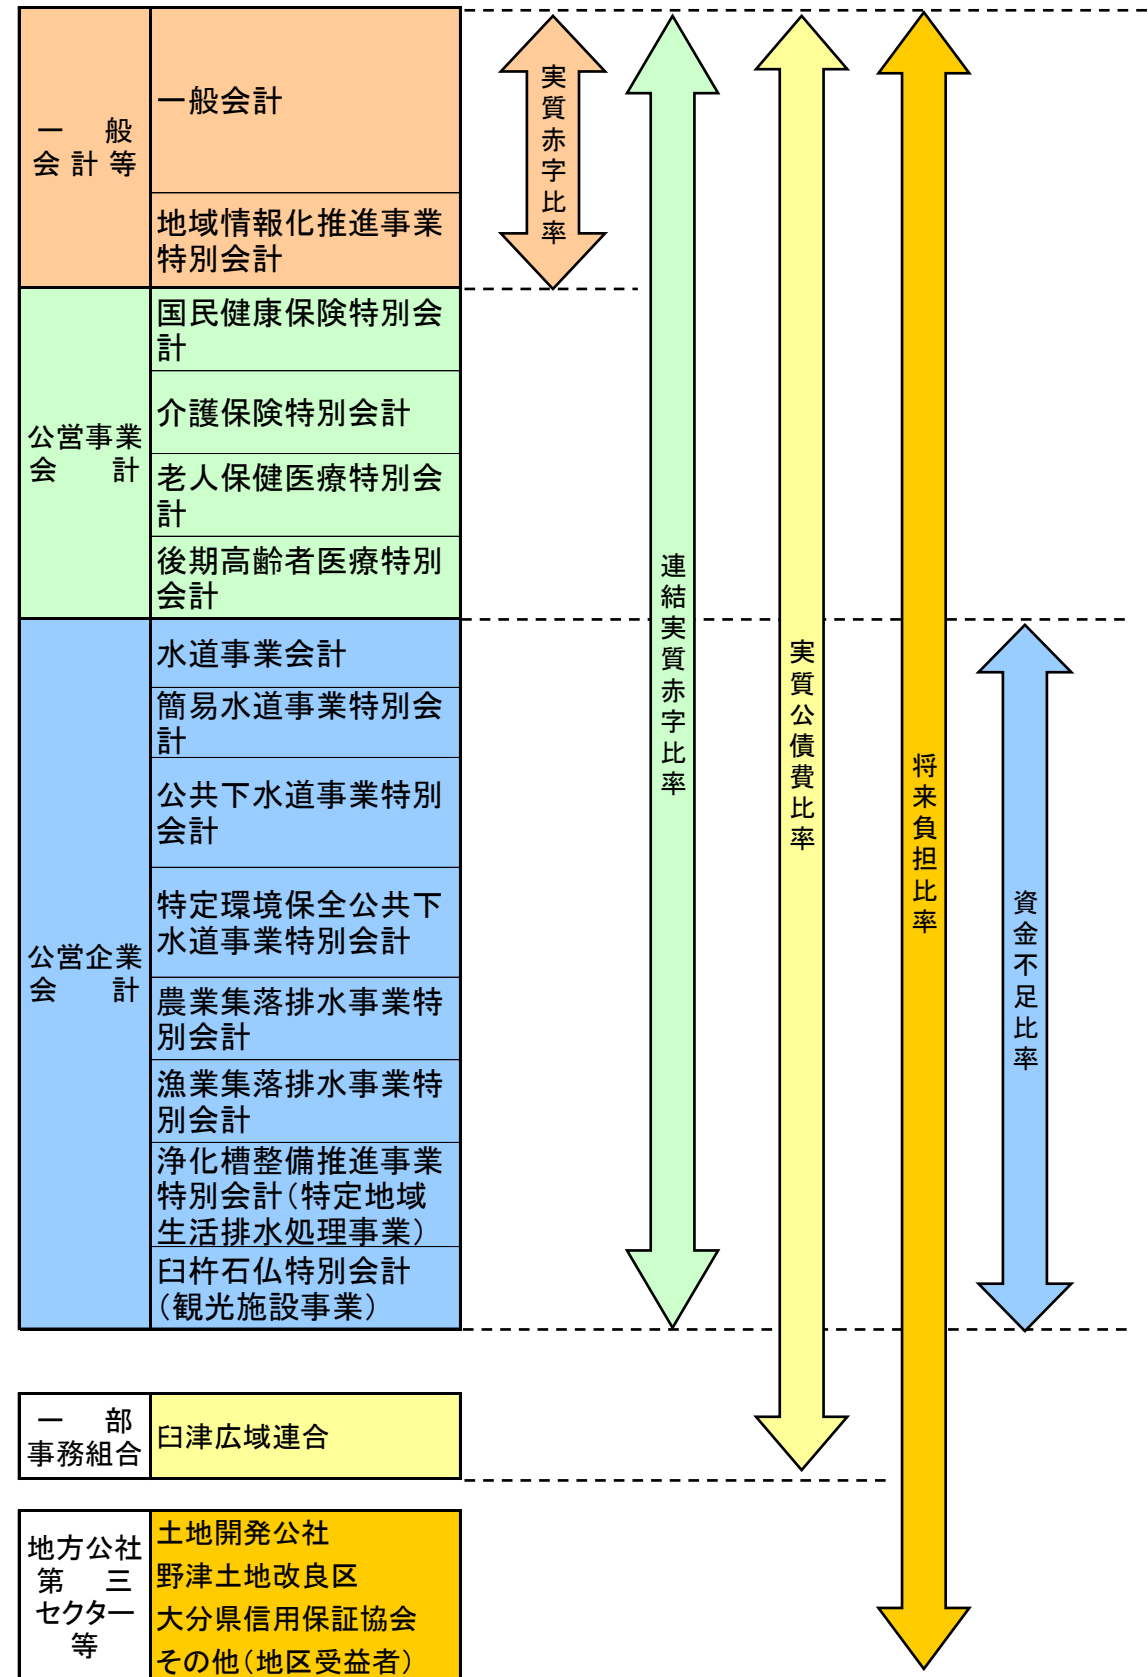 一般
会計等
一般会計
地域情報化推進事業
特別会計
公営事業
会計
国民健康保険特別会
計
介護保険特別会計
老人保健医療特別会
計
後期高齢者医療特別
会計
公営企業
会計
水道事業会計
簡易水道事業特別会
計
公共下水道事業特別
会計
特定環境保全公共下
水道事業特別会計
農業集落排水事業特
別会計
漁業集落排水事業特
別会計
浄化槽整備推進事業
特別会計(特定地域
生活排水処理事業)
臼杵石仏特別会計
(観光施設事業)
一部
事務組合
臼津広域連合
地方公社
第三
セクター
等
土地開発公社
野津土地改良区
大分県信用保証協会
その他(地区受益者)
実質赤字比率
連結実質赤字比率
実質公債費比率
将来負担比率
資金不足比率